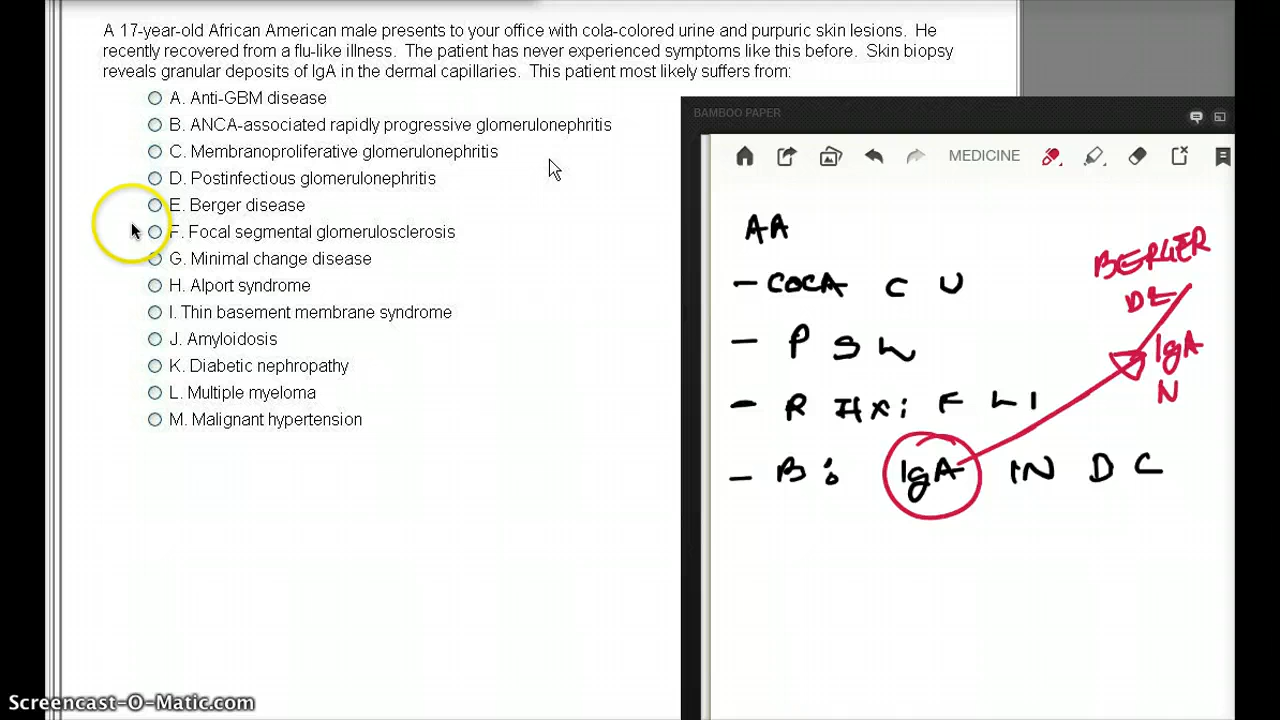 A 17-year-old African American male presents to your office with cola-colored urine and purpuric skin lesions. He
recently recovered from a flu-like illness. The patient has never experienced symptoms like this before. Skin biopsy
reveals granular deposits of IgA in the dermal capillaries. This patient most likely suffers from:
A. Anti-GBM disease
B. ANCA-associated rapidly progressive glomerulonephritis
C. Membranoproliferative glomerulonephritis
D. Postinfectious glomerulonephritis
E. Berger disease
F. Focal segmental glomerulosclerosis
G. Minimal change disease
H. Alport syndrome
I. Thin basement membrane syndrome
J. Amyloidosis
K. Diabetic nephropathy
L. Multiple myeloma
M. Malignant hypertension
BAMBOO PAPER
MEDICINE
AA
- COCA C U
- P S L
- R Hx: F L I
- B: IgA IN D C
BERGER
IgA
N
Screencast-O-Matic.com